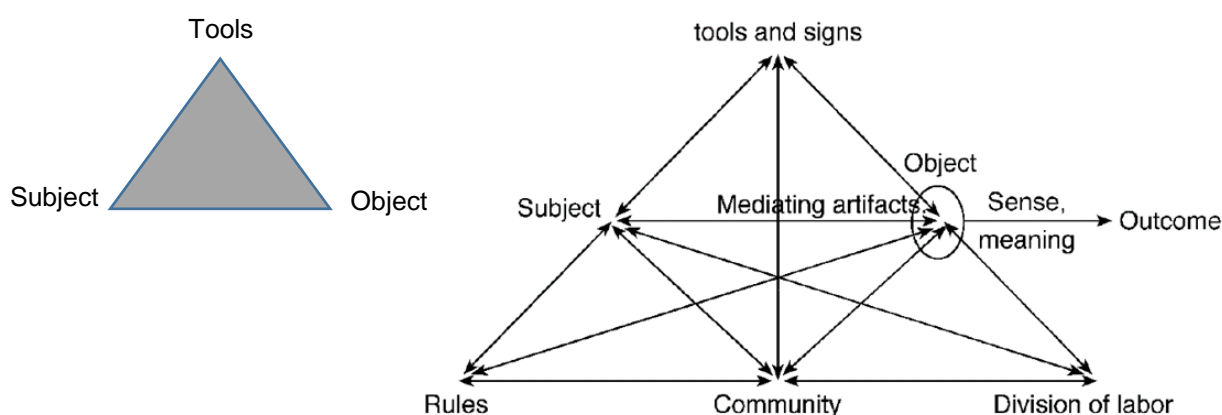 Tools
Subject
Object
tools and signs
Object
Subject
Mediating artifacts
Sense,
meaning
Outcome
Rules
Community
Division of labor